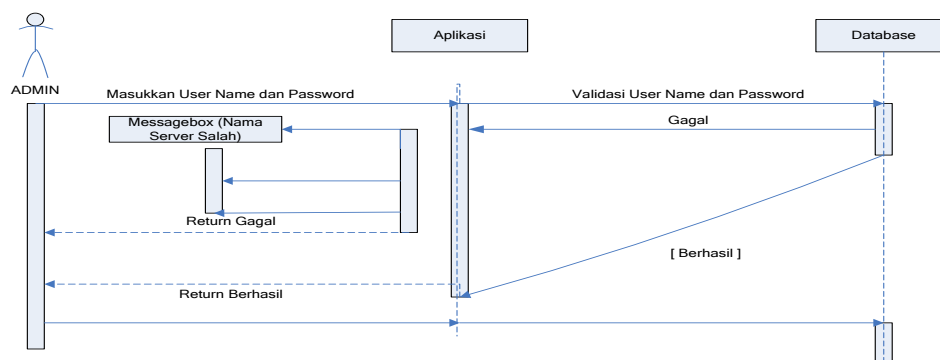 Aplikasi
Database
ADMIN
Masukkan User Name dan Password
Validasi User Name dan Password
Messagebox (Nama
Server Salah)
Gagal
Return Gagal
[ Berhasil ]
Return Berhasil